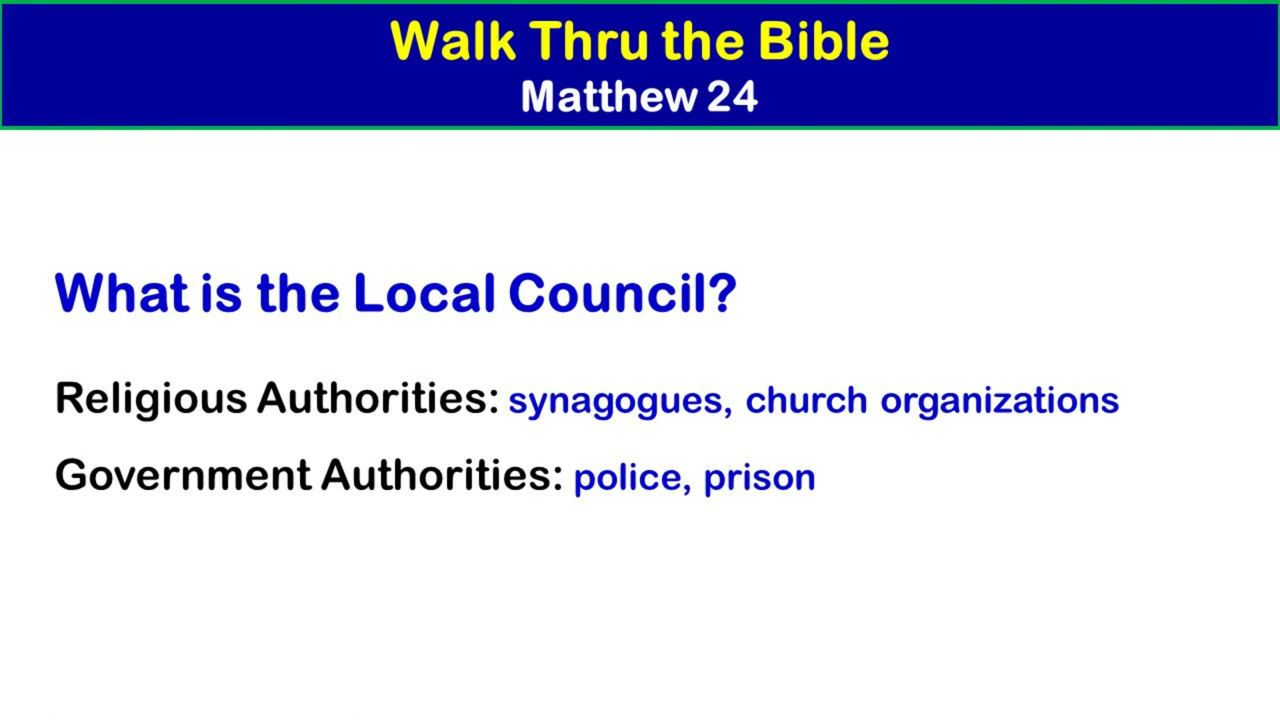 Walk Thru the Bible
Matthew 24
What is the Local Council?
Religious Authorities: synagogues, church organizations
Government Authorities: police, prison